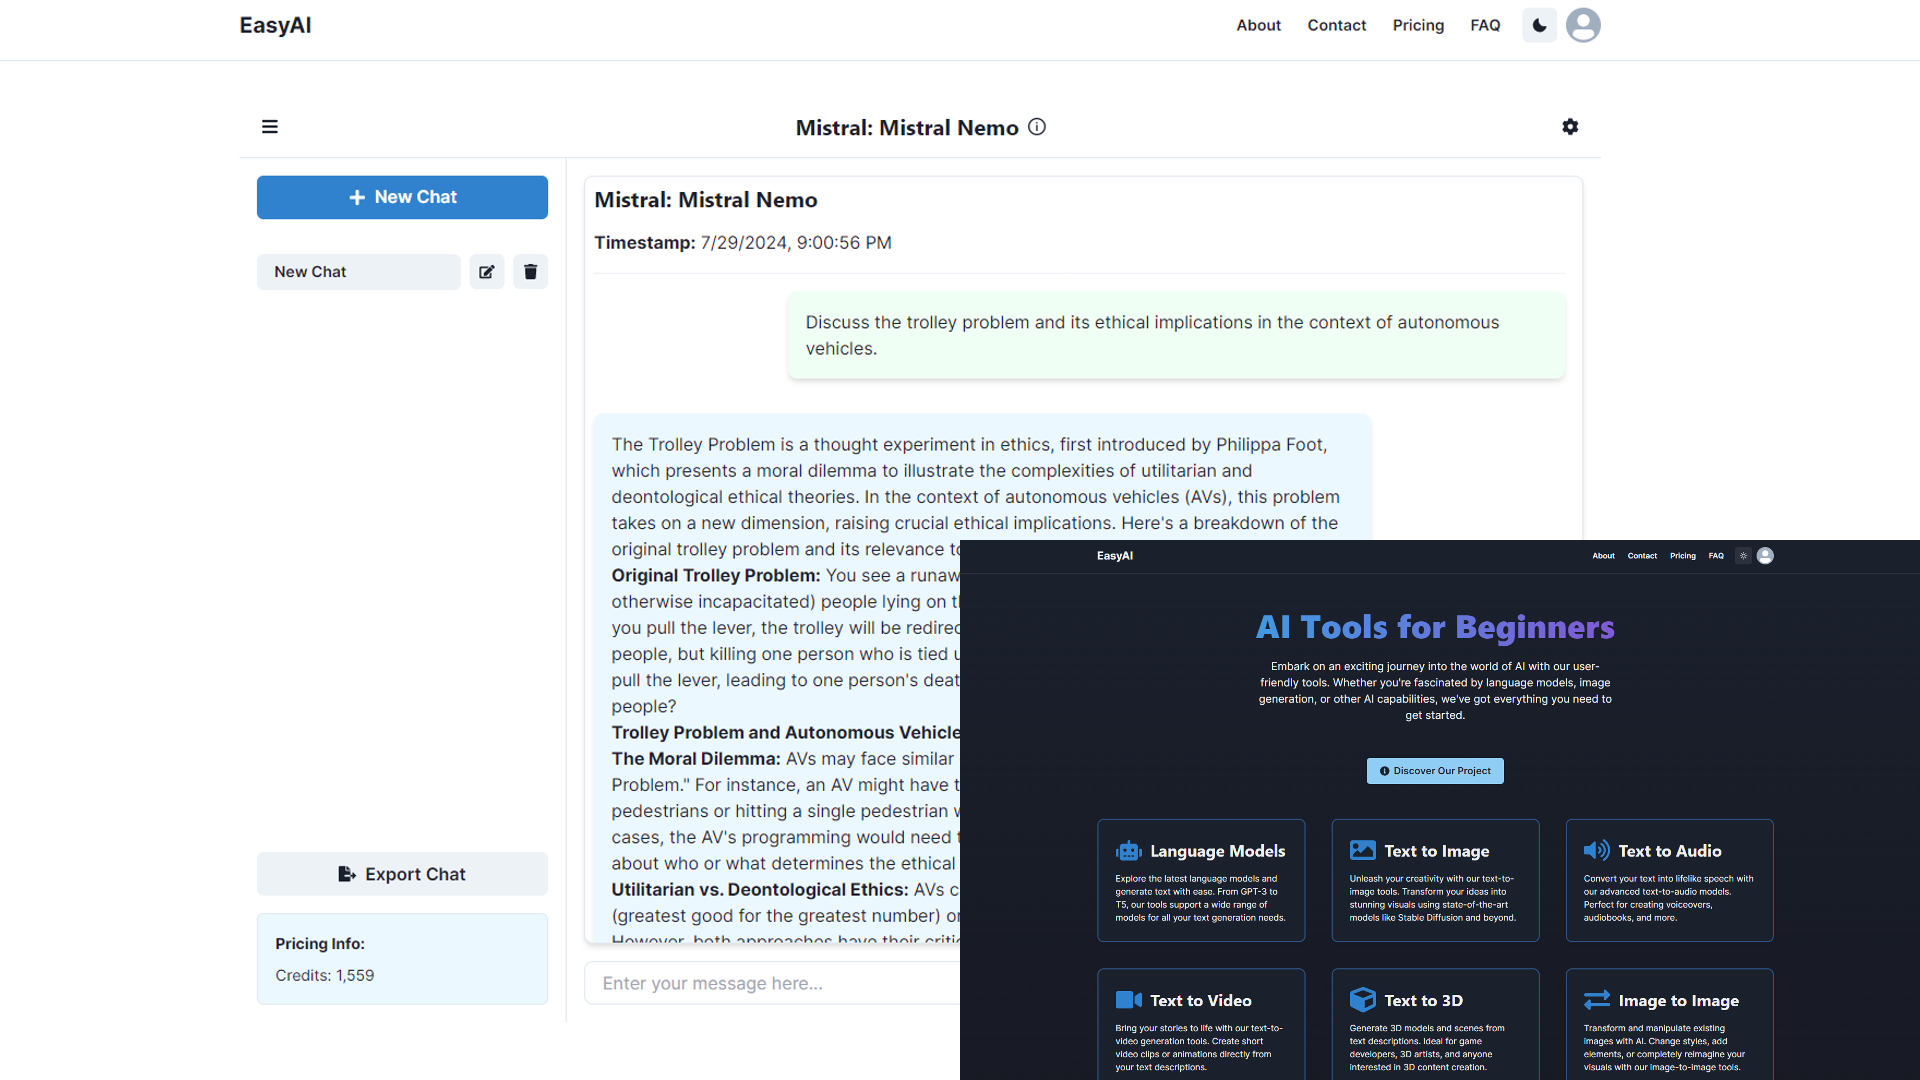 EasyAI
About Contact Pricing FAQ
Mistral: Mistral Nemo
New Chat
New Chat
Export Chat
Pricing Info:
Credits: 1,559
Mistral: Mistral Nemo
Timestamp: 7/29/2024, 9:00:56 PM
Discuss the trolley problem and its ethical implications in the context of autonomous
vehicles.
The Trolley Problem is a thought experiment in ethics, first introduced by Philippa Foot,
which presents a moral dilemma to illustrate the complexities of utilitarian and
deontological ethical theories. In the context of autonomous vehicles (AVs), this problem
takes on a new dimension, raising crucial ethical implications. Here's a breakdown of the
original trolley problem and its relevance to
Original Trolley Problem: You see a runaw
otherwise incapacitated) people lying on
you pull the lever, the trolley will be redirec
people, but killing one person who is tied
pull the lever, leading to one person's deat
people?
Trolley Problem and Autonomous Vehicle
The Moral Dilemma: AVs may face similar
Problem." For instance, an AV might have
pedestrians or hitting a single pedestrian
cases, the AV's programming would need
about who or what determines the ethical
Utilitarian vs. Deontological Ethics: AVs c
(greatest good for the greatest number) or
However, both approaches have their critic
Enter your message here...
EasyAI
About Contact Pricing FAQ
AI Tools for Beginners
Embark on an exciting journey into the world of AI with our user-
friendly tools. Whether you're fascinated by language models, image
generation, or other AI capabilities, we've got everything you need to
get started.
Discover Our Project
Language Models
Explore the latest language models and
generate text with ease. From GPT-3 to
T5, our tools support a wide range of
models for all your text generation needs.
Text to Image
Unleash your creativity with our text-to-
image tools. Transform your ideas into
stunning visuals using state-of-the-art
models like Stable Diffusion and beyond.
Text to Audio
Convert your text into lifelike speech with
our advanced text-to-audio models.
Perfect for creating voiceovers,
audiobooks, and more.
Text to Video
Bring your stories to life with our text-to-
video generation tools. Create short
video clips or animations directly from
your text descriptions.
Text to 3D
Generate 3D models and scenes from
text descriptions. Ideal for game
developers, 3D artists, and anyone
interested in 3D content creation.
Image to Image
Transform and manipulate existing
images with AI. Change styles, add
elements, or completely reimagine your
visuals with our image-to-image tools.